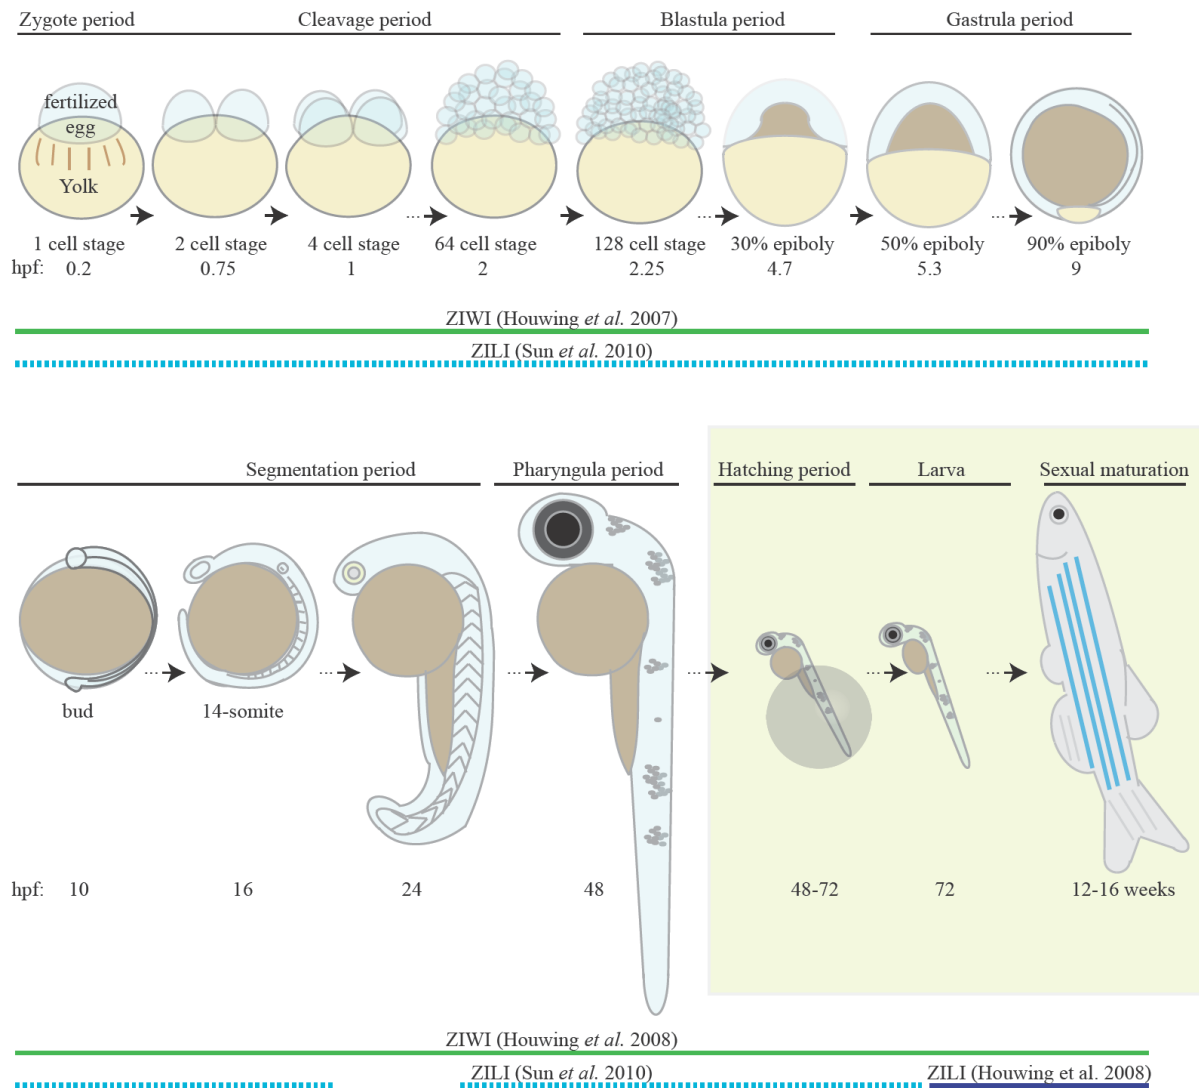 Zygote period Cleavage period Blastula period Gastrula period
fertilized
egg
Yolk
1 cell stage 2 cell stage 4 cell stage 64 cell stage 128 cell stage 30% epiboly 50% epiboly 90% epiboly
hpf: 0.2 0.75 1 2 2.25 4.7 5.3 9
ZIWI (Houwing et al. 2007)
ZILI (Sun et al. 2010)
Segmentation period Pharyngula period Hatching period Larva Sexual maturation
bud 14-somite
hpf: 10 16 24 48 48-72 72 12-16 weeks
ZIWI (Houwing et al. 2008)
ZILI (Sun et al. 2010) ZILI (Houwing et al. 2008)